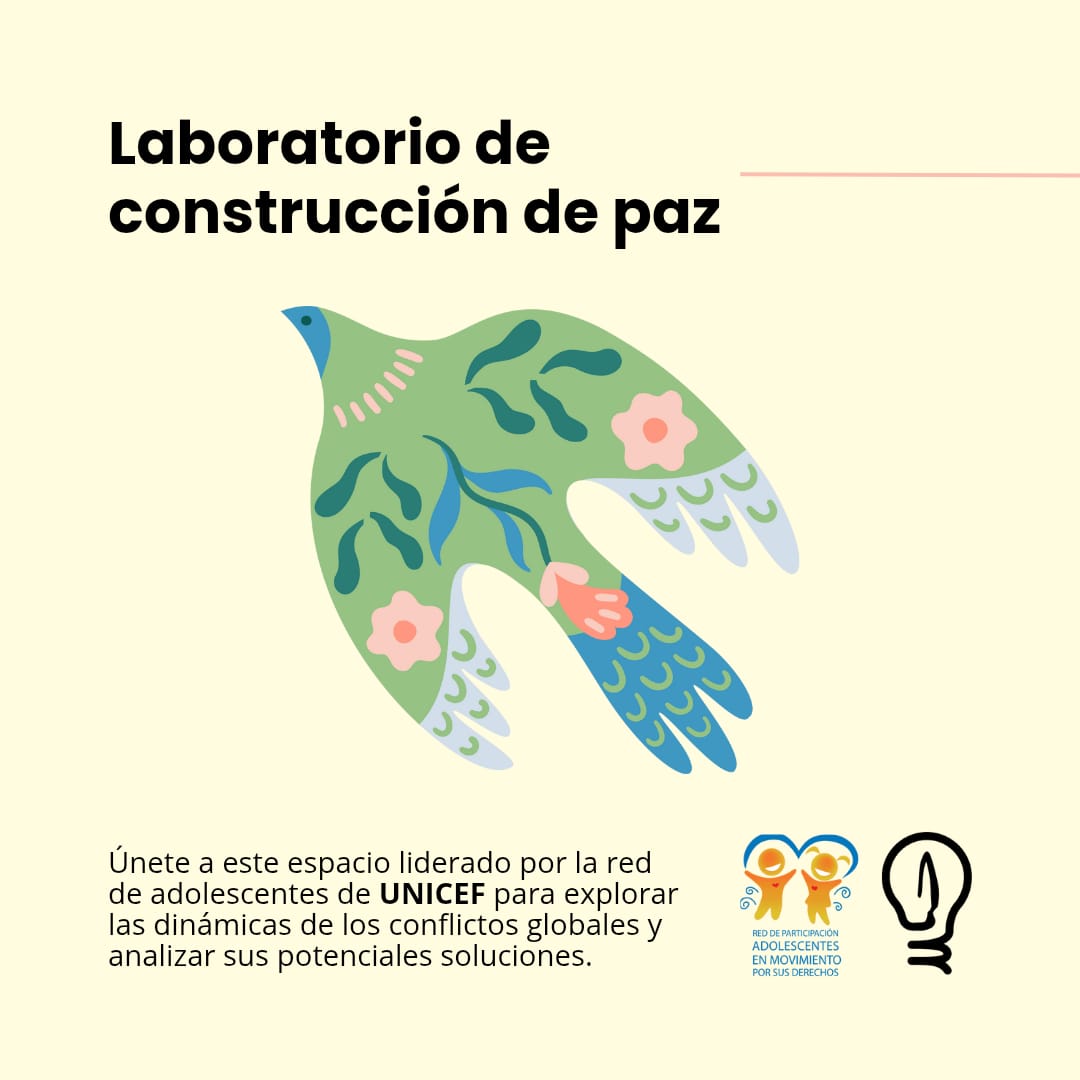 Laboratorio de
construcción de paz
Únete a este espacio liderado por la red
de adolescentes de UNICEF para explorar
las dinámicas de los conflictos globales y
analizar sus potenciales soluciones.
RED DE PARTICIPACIÓN
ADOLESCENTES
EN MOVIMIENTO
POR SUS DERECHOS